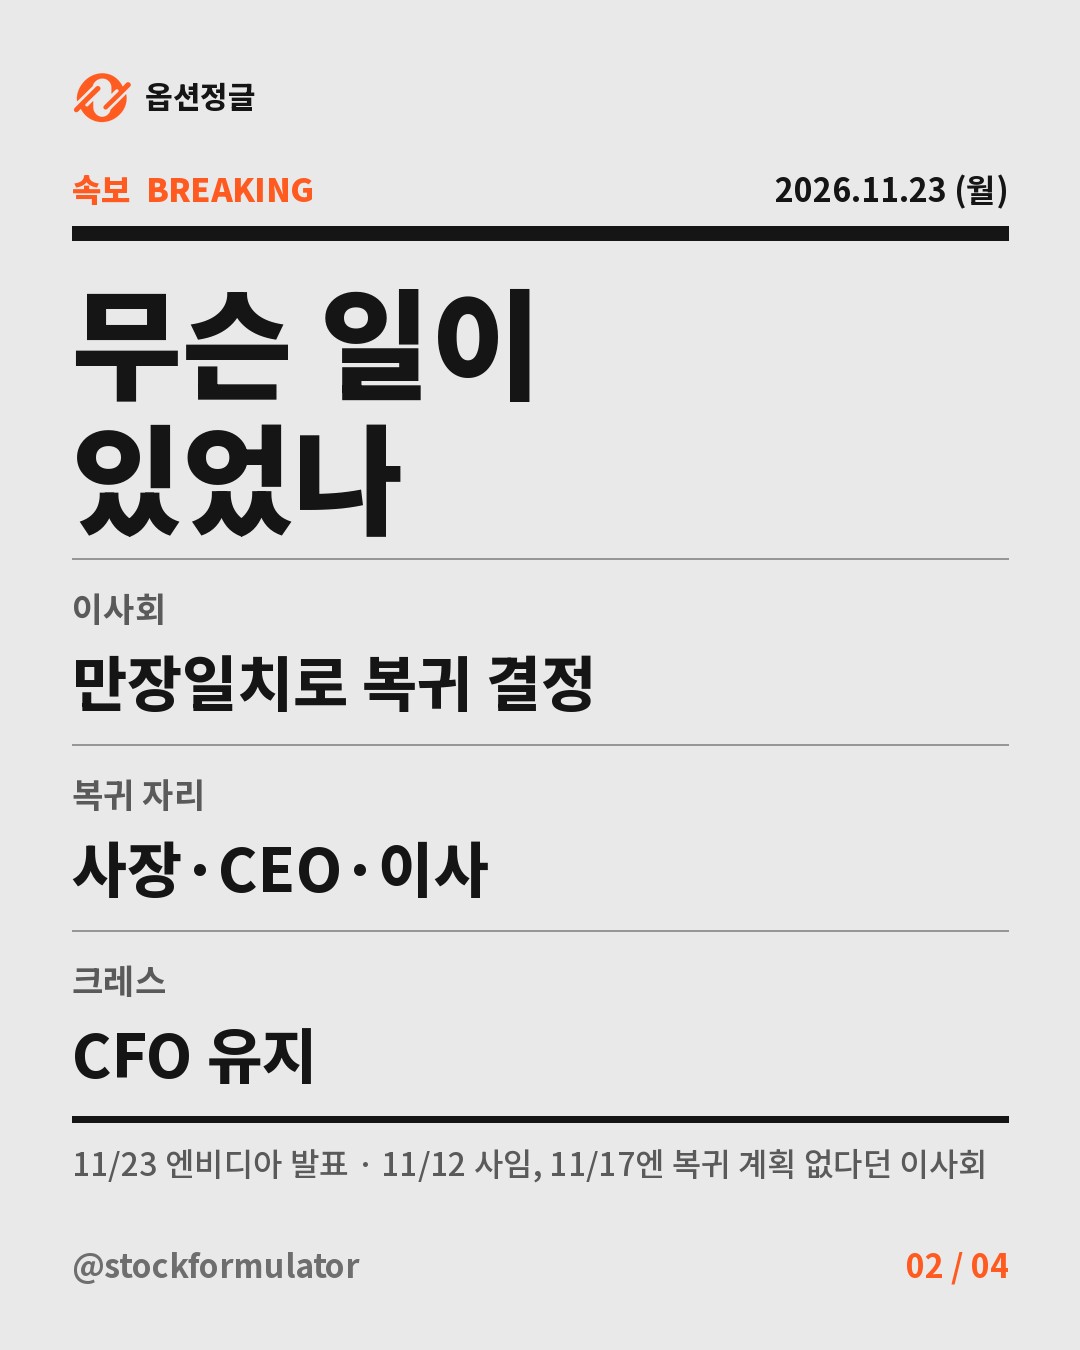 옵션정글
속보 BREAKING
2026.11.23 (월)
무슨 일이
있었나
이사회
만장일치로 복귀 결정
복귀 자리
사장·CEO·이사
크레스
CFO 유지
11/23 엔비디아 발표 · 11/12 사임, 11/17엔 복귀 계획 없다던 이사회
@stockformulator
02 / 04